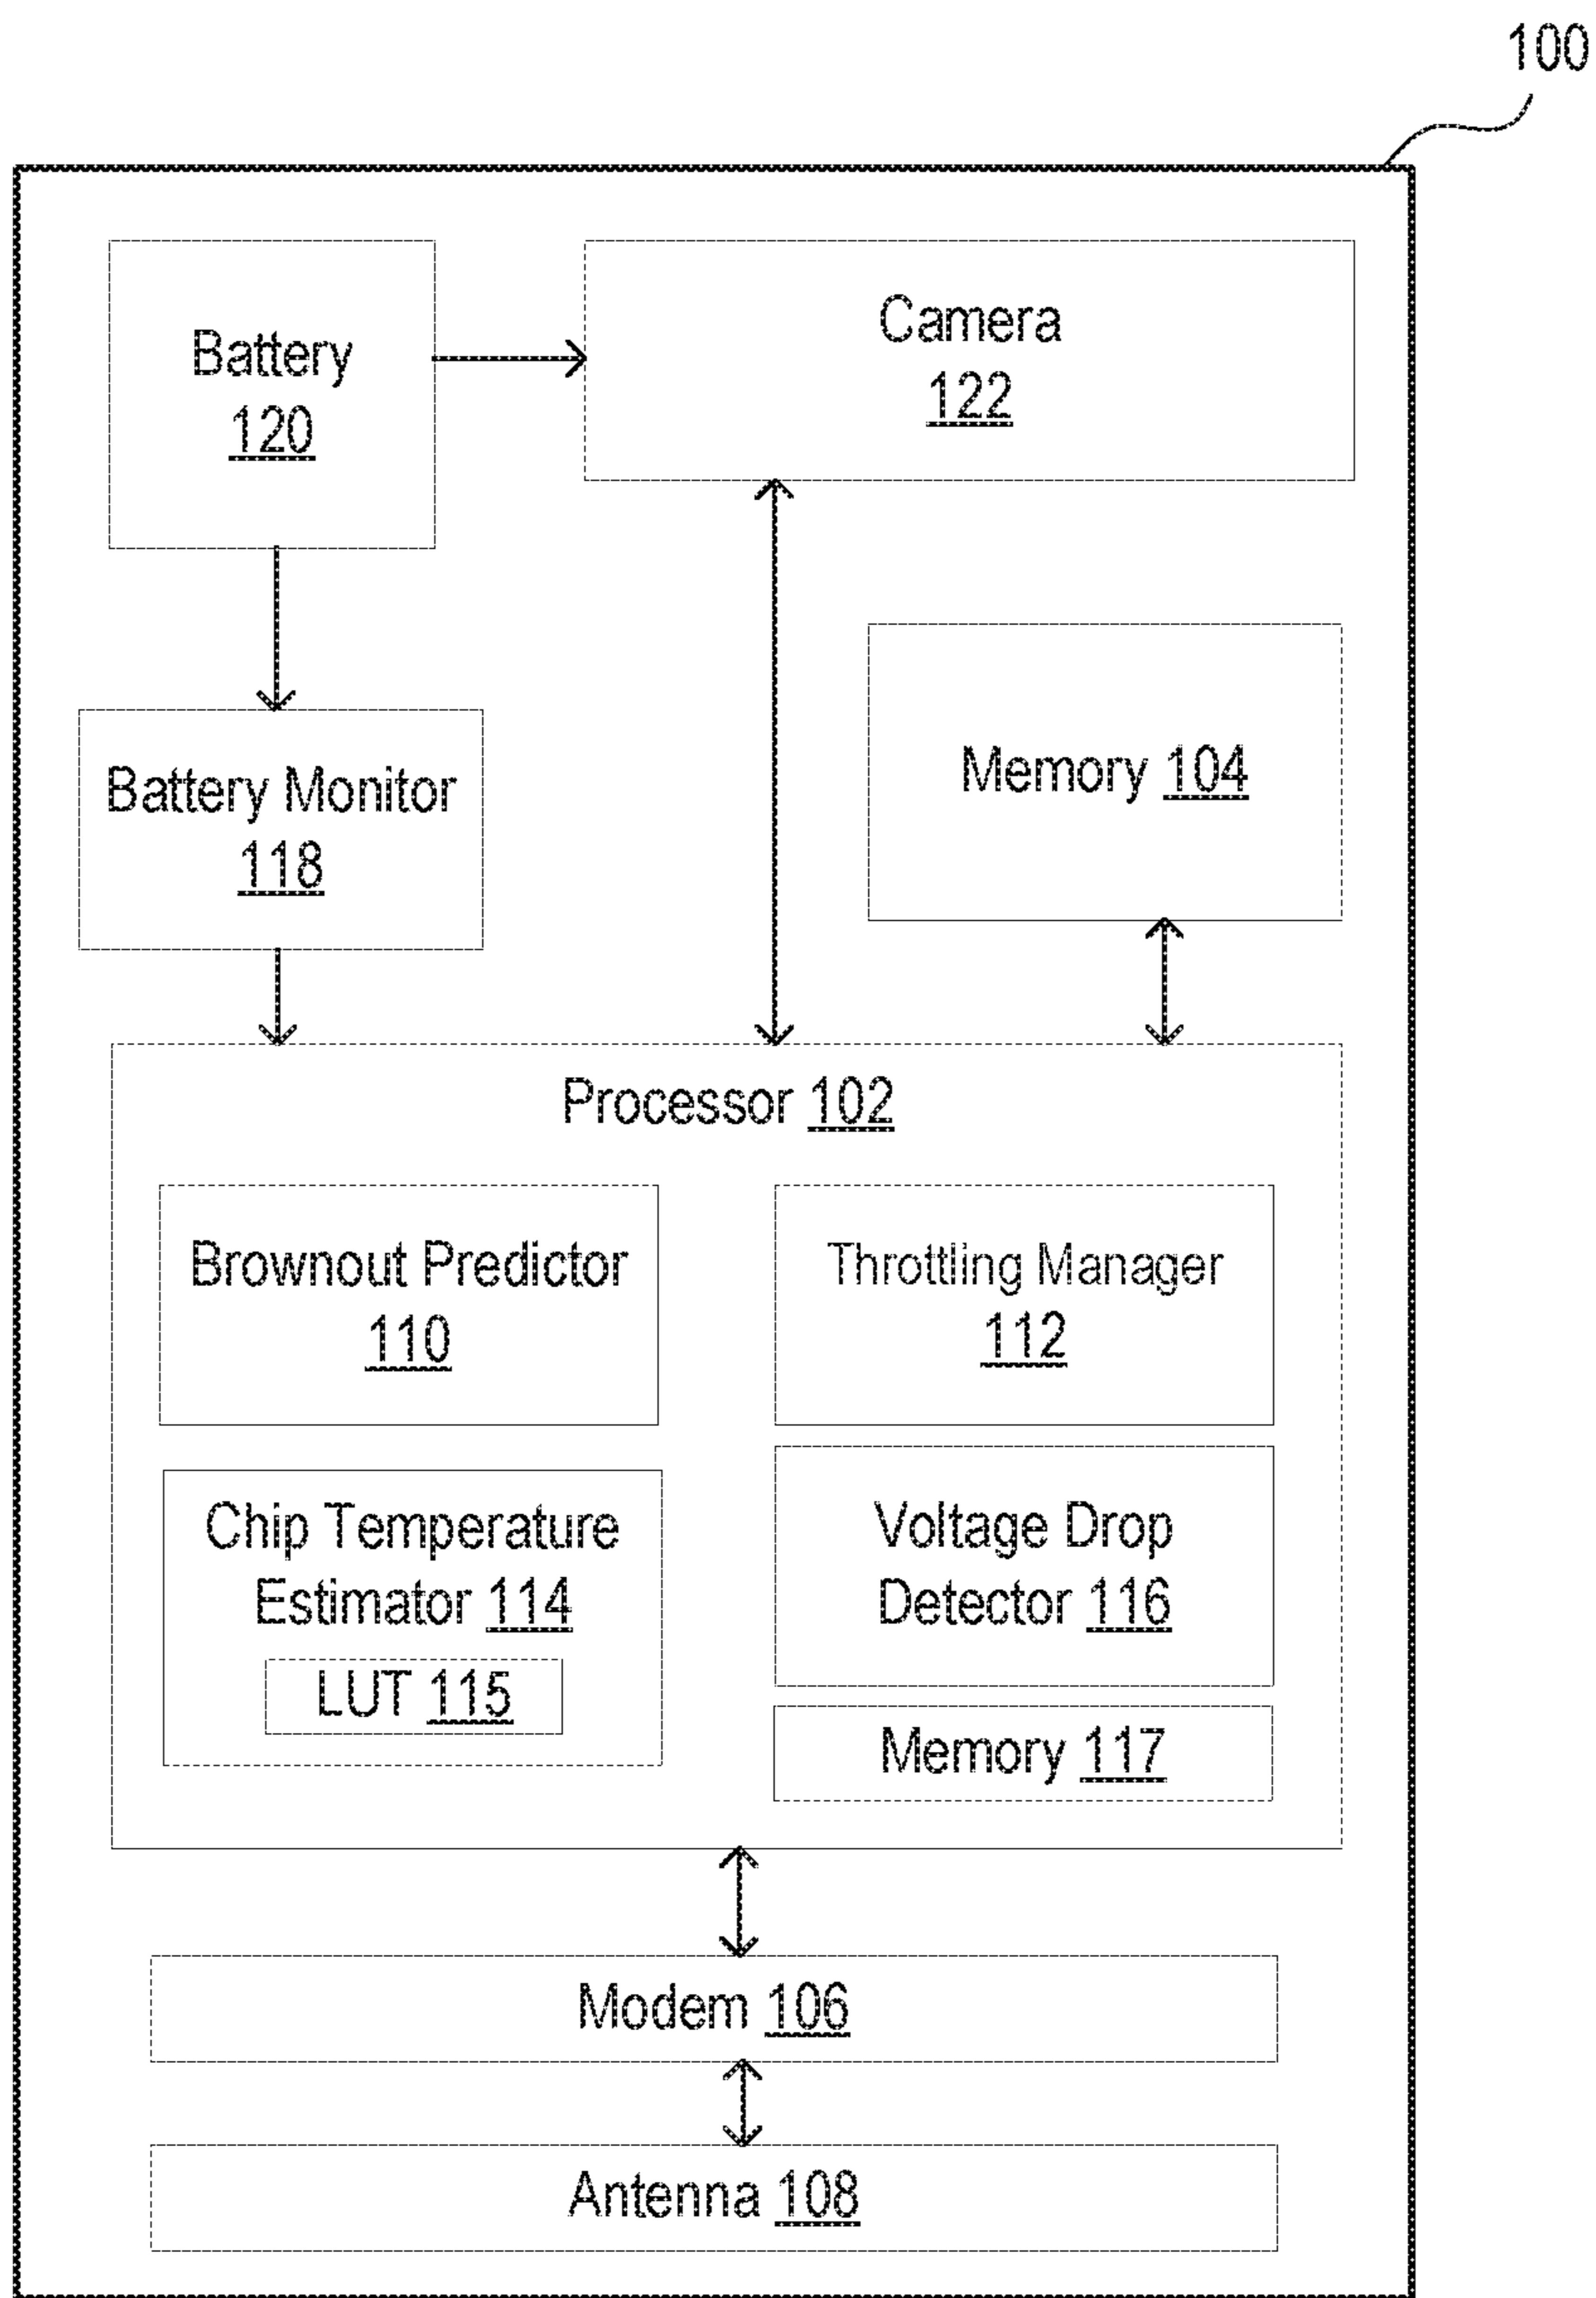 100
Battery
120
Camera
122
Battery Monitor
118
Memory 104
Processor 102
Brownout Predictor
110
Throttling Manager
112
Chip Temperature
Estimator 114
LUT 115
Voltage Drop
Detector 116
Memory 117
Modem 106
Antenna 108